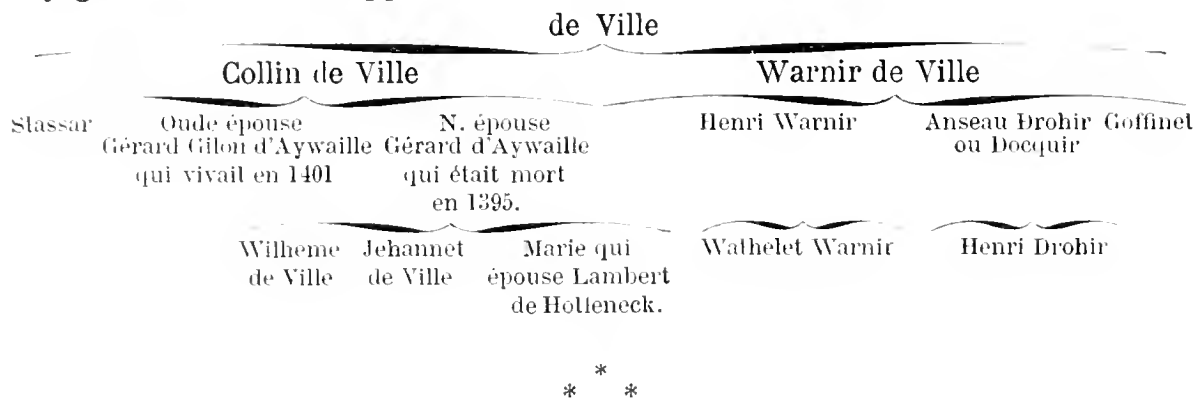 de Ville
Collin de Ville Warnir de Ville
Stassar Oude épouse N. épouse Henri Warnir Anseau Drohir Goffinet
Gérard Gilon d'Aywaille Gérard d'Aywaille ou Docquir
qui vivait en 1401 qui était mort
en 1395.
Wilheme Jehannet Marie qui Wathelet Warnir Henri Drohir
de Ville de Ville épouse Lambert
de Holleneck.
*
* *